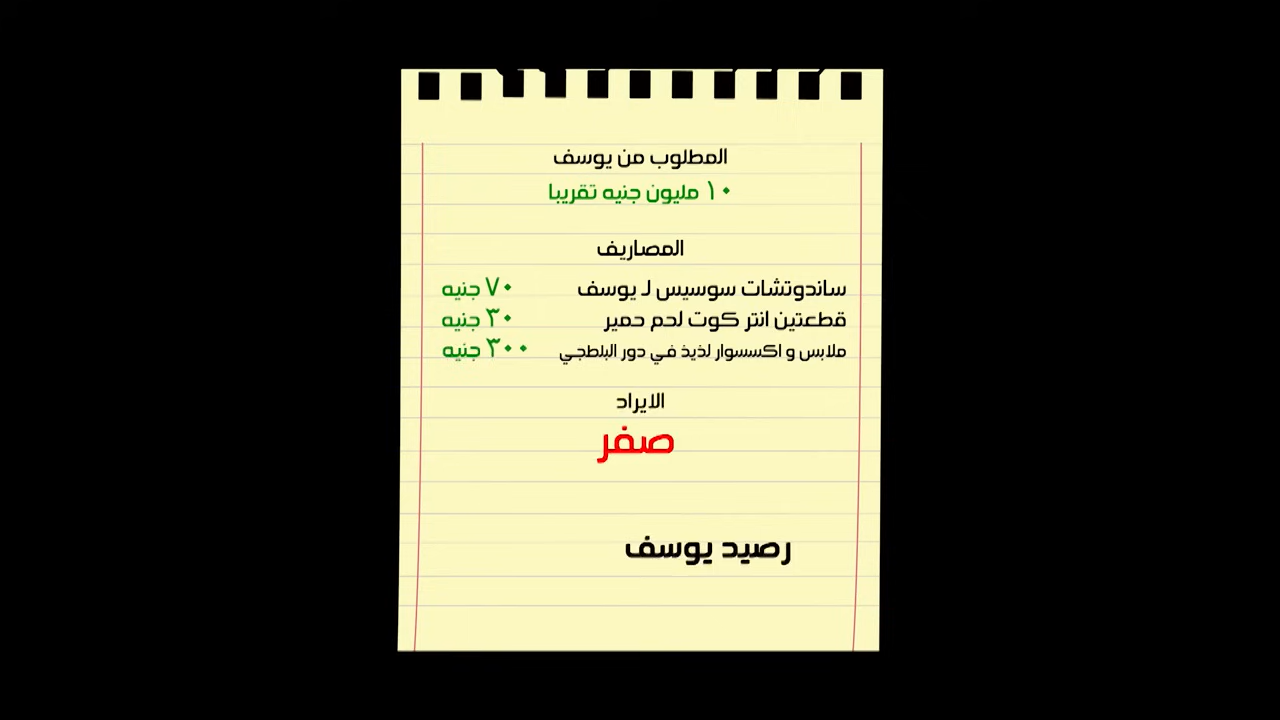 المطلوب من يوسف
١٠ مليون جنيه تقريبا
المصاريف
ساندوتشات سوسيس لـ يوسف ٧٠ جنيه
قطعتين انتر كوت لحم حمير ٣٠ جنيه
ملابس و اكسسوار لذيذ في دور البلطجي ٣٠٠ جنيه
الايراد
صفر
رصيد يوسف